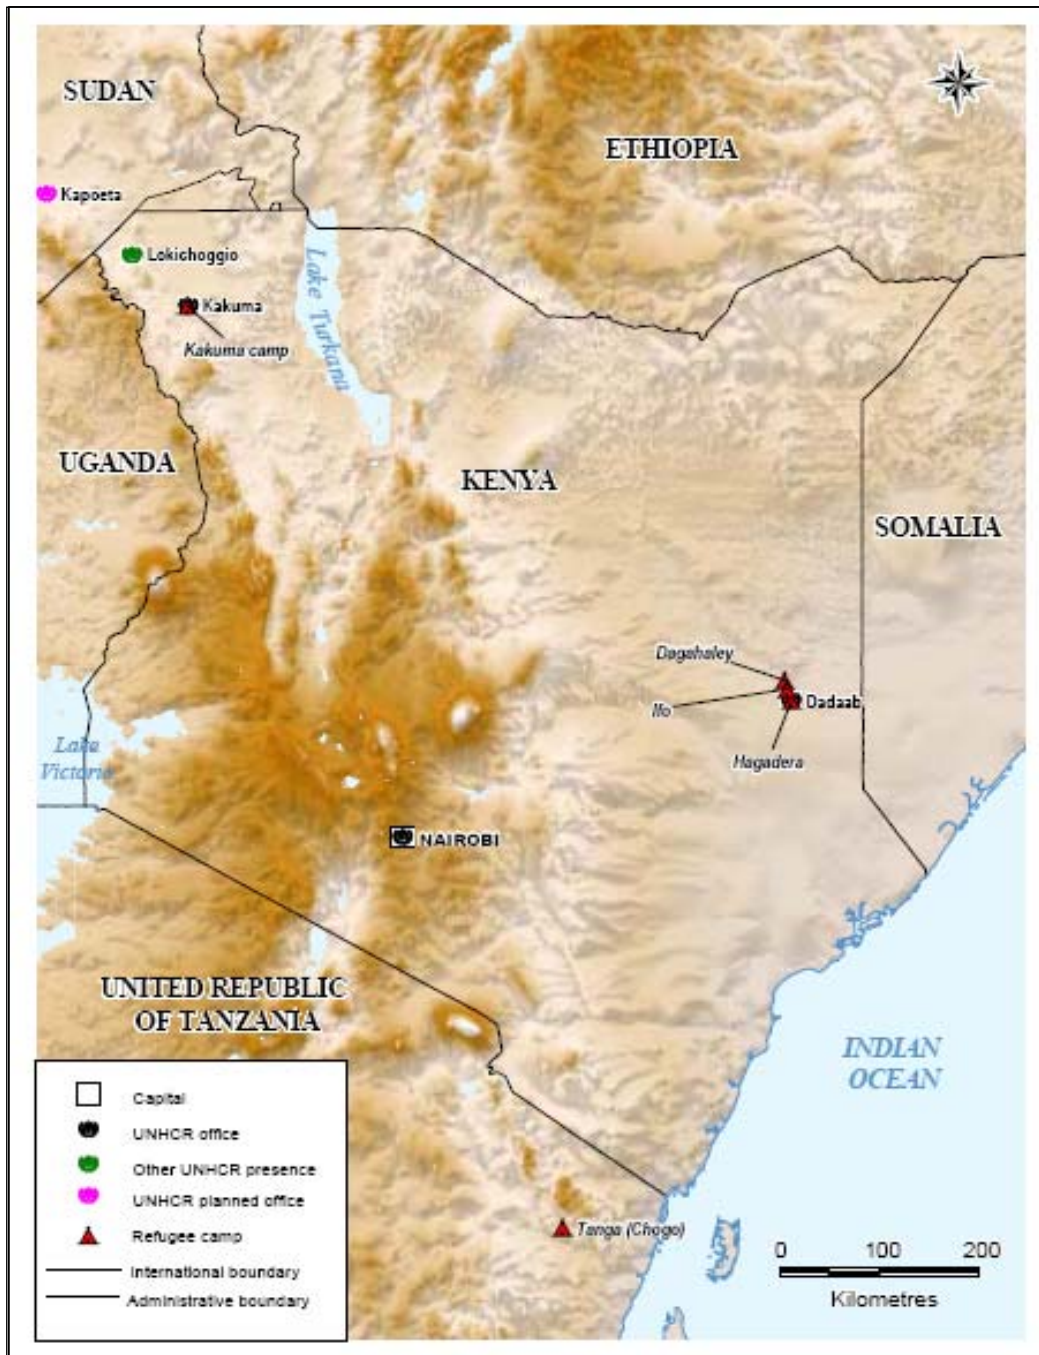 SUDAN
ETHIOPIA
Kapoeta
Lokichoggio
Kakuma
Kakuma camp
Lake Turkana
UGANDA
KENYA
SOMALIA
Dagahaley
Ifo
Dadaab
Hagadera
Lake
Victoria
NAIROBI
UNITED REPUBLIC
OF TANZANIA
INDIAN
OCEAN
Capital
UNHCR office
Other UNHCR presence
UNHCR planned office
Refugee camp
International boundary
Administrative boundary
Tanga (Chogo)
0 100 200
Kilometres